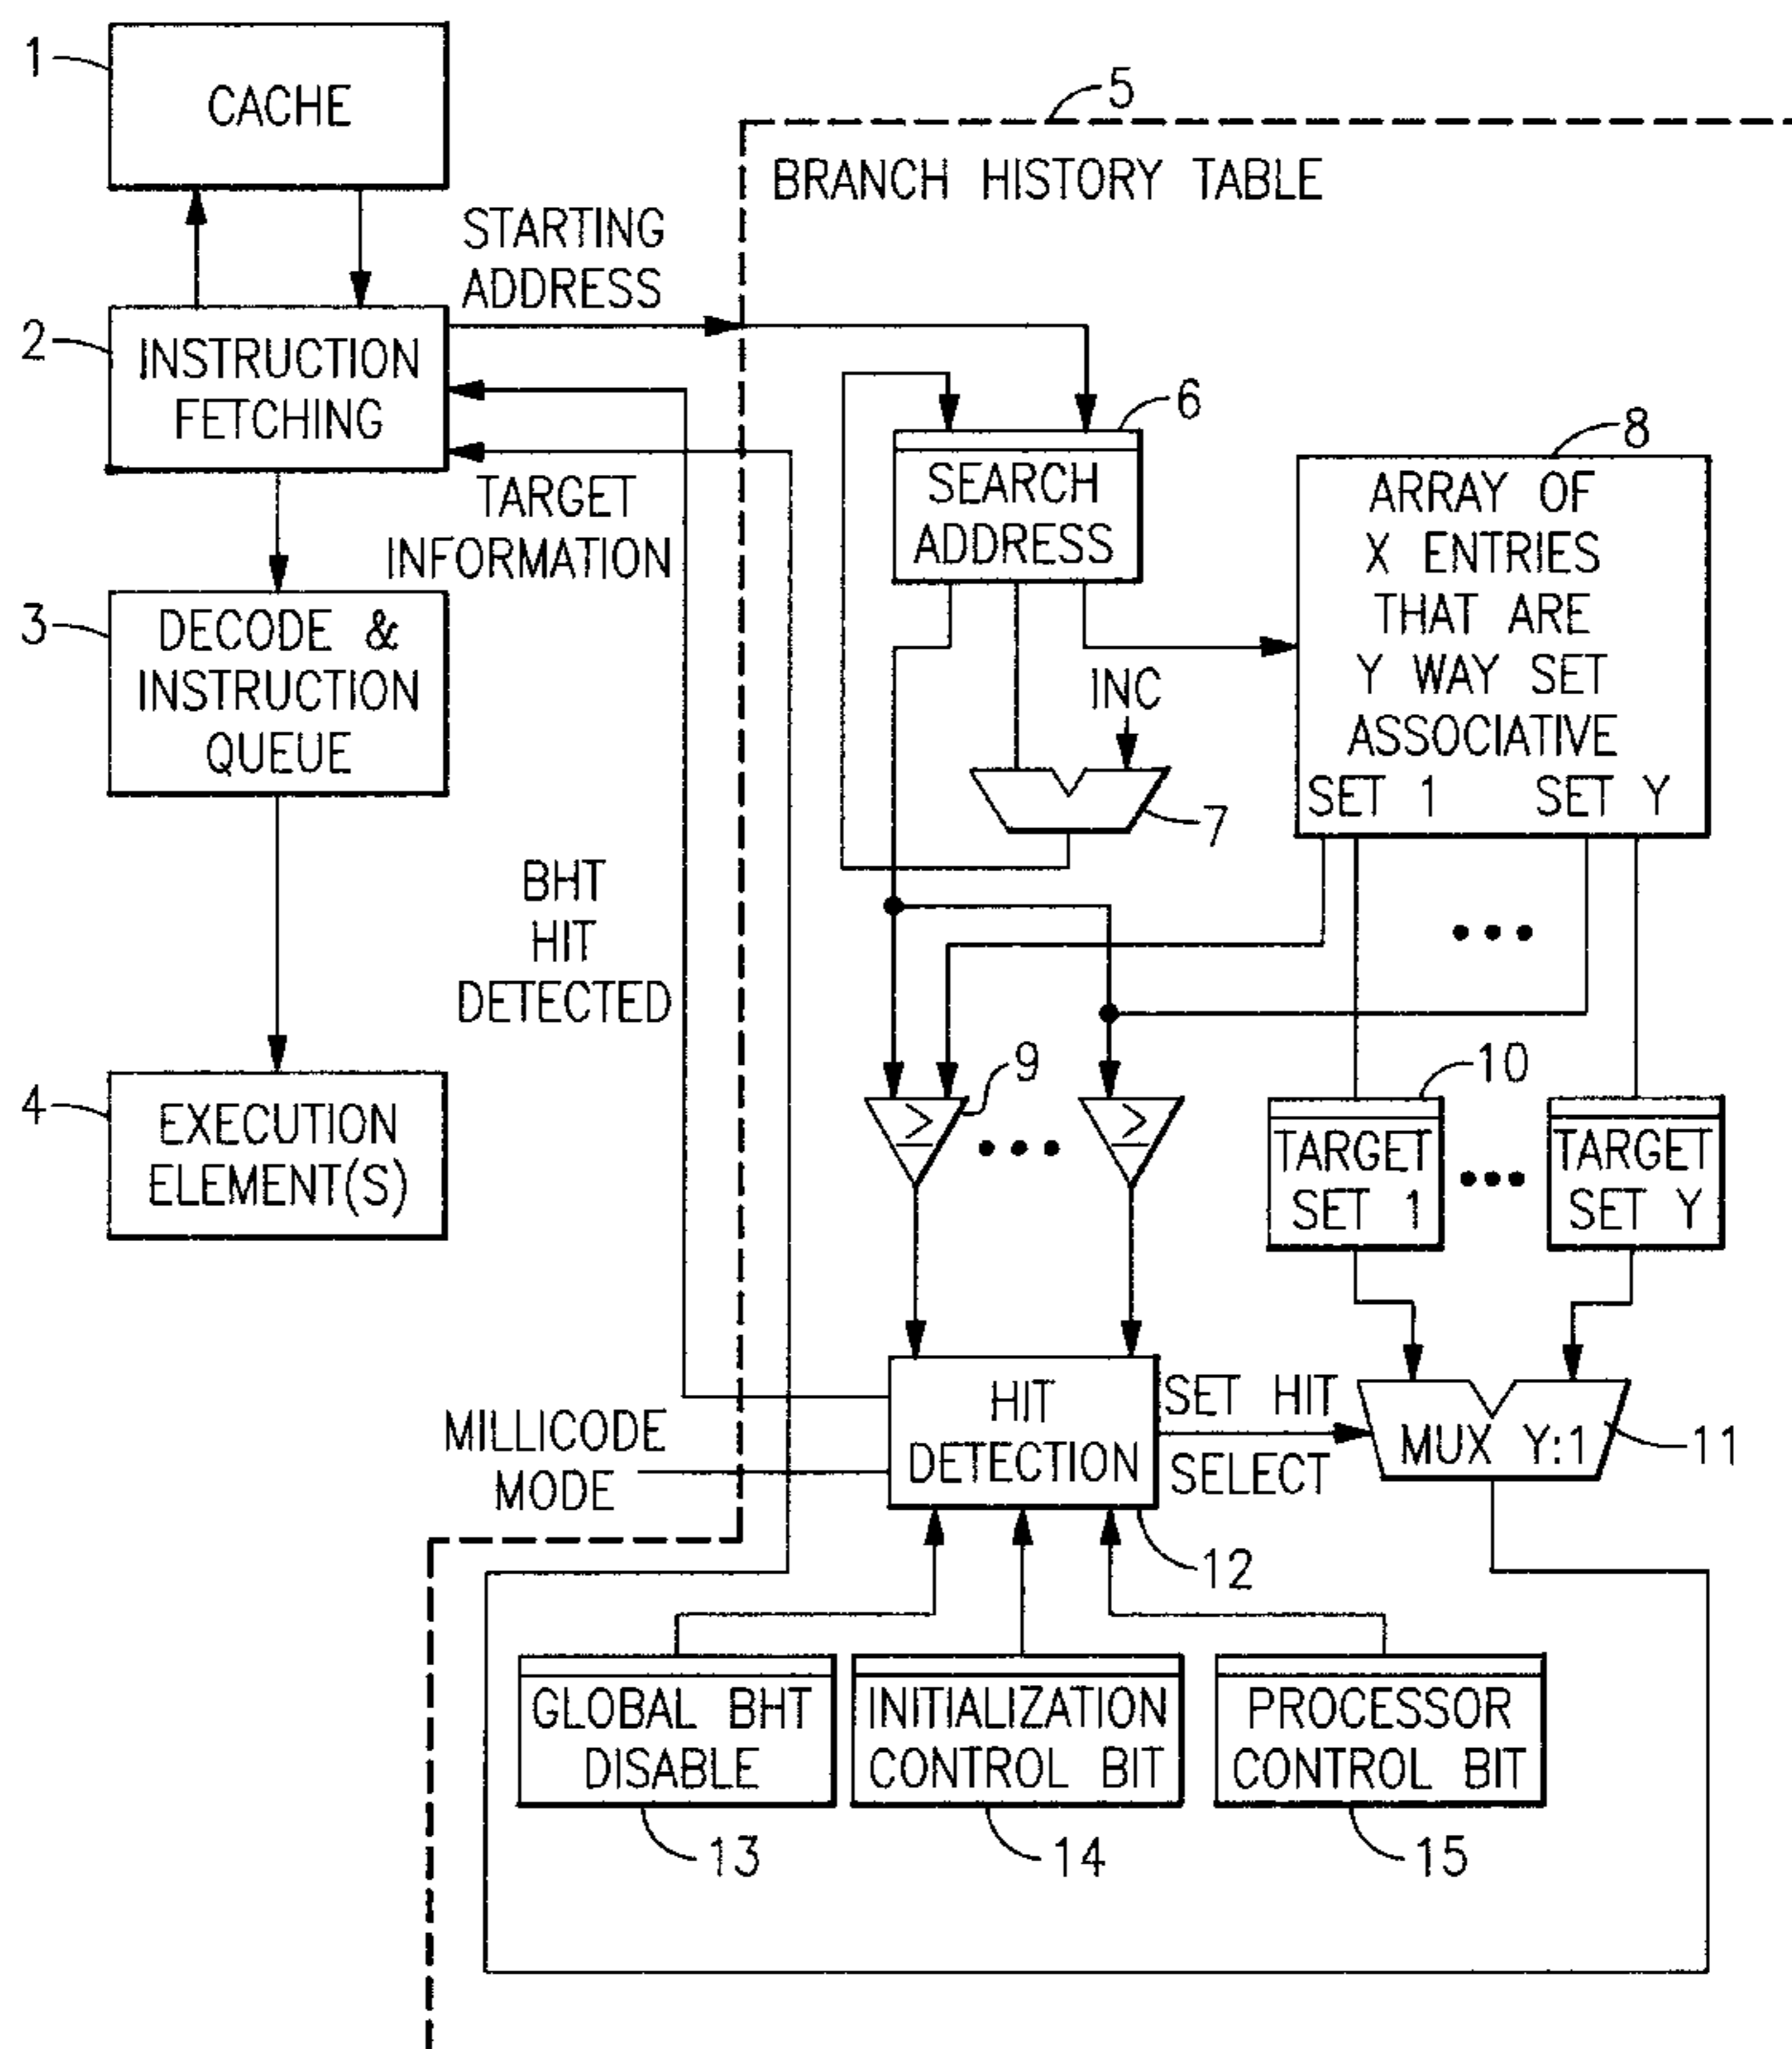 1
CACHE
5
BRANCH HISTORY TABLE
STARTING
ADDRESS
2
INSTRUCTION
FETCHING
6
SEARCH
ADDRESS
8
ARRAY OF
X ENTRIES
THAT ARE
Y WAY SET
ASSOCIATIVE
SET 1 SET Y
TARGET
INFORMATION
3
DECODE &
INSTRUCTION
QUEUE
INC
7
BHT
HIT
DETECTED
4
EXECUTION
ELEMENT(S)
≥
9
≥
10
TARGET
SET 1
TARGET
SET Y
HIT
DETECTION
SET HIT
SELECT
MUX Y:1
11
MILLICODE
MODE
12
GLOBAL BHT
DISABLE
INITIALIZATION
CONTROL BIT
PROCESSOR
CONTROL BIT
13
14
15